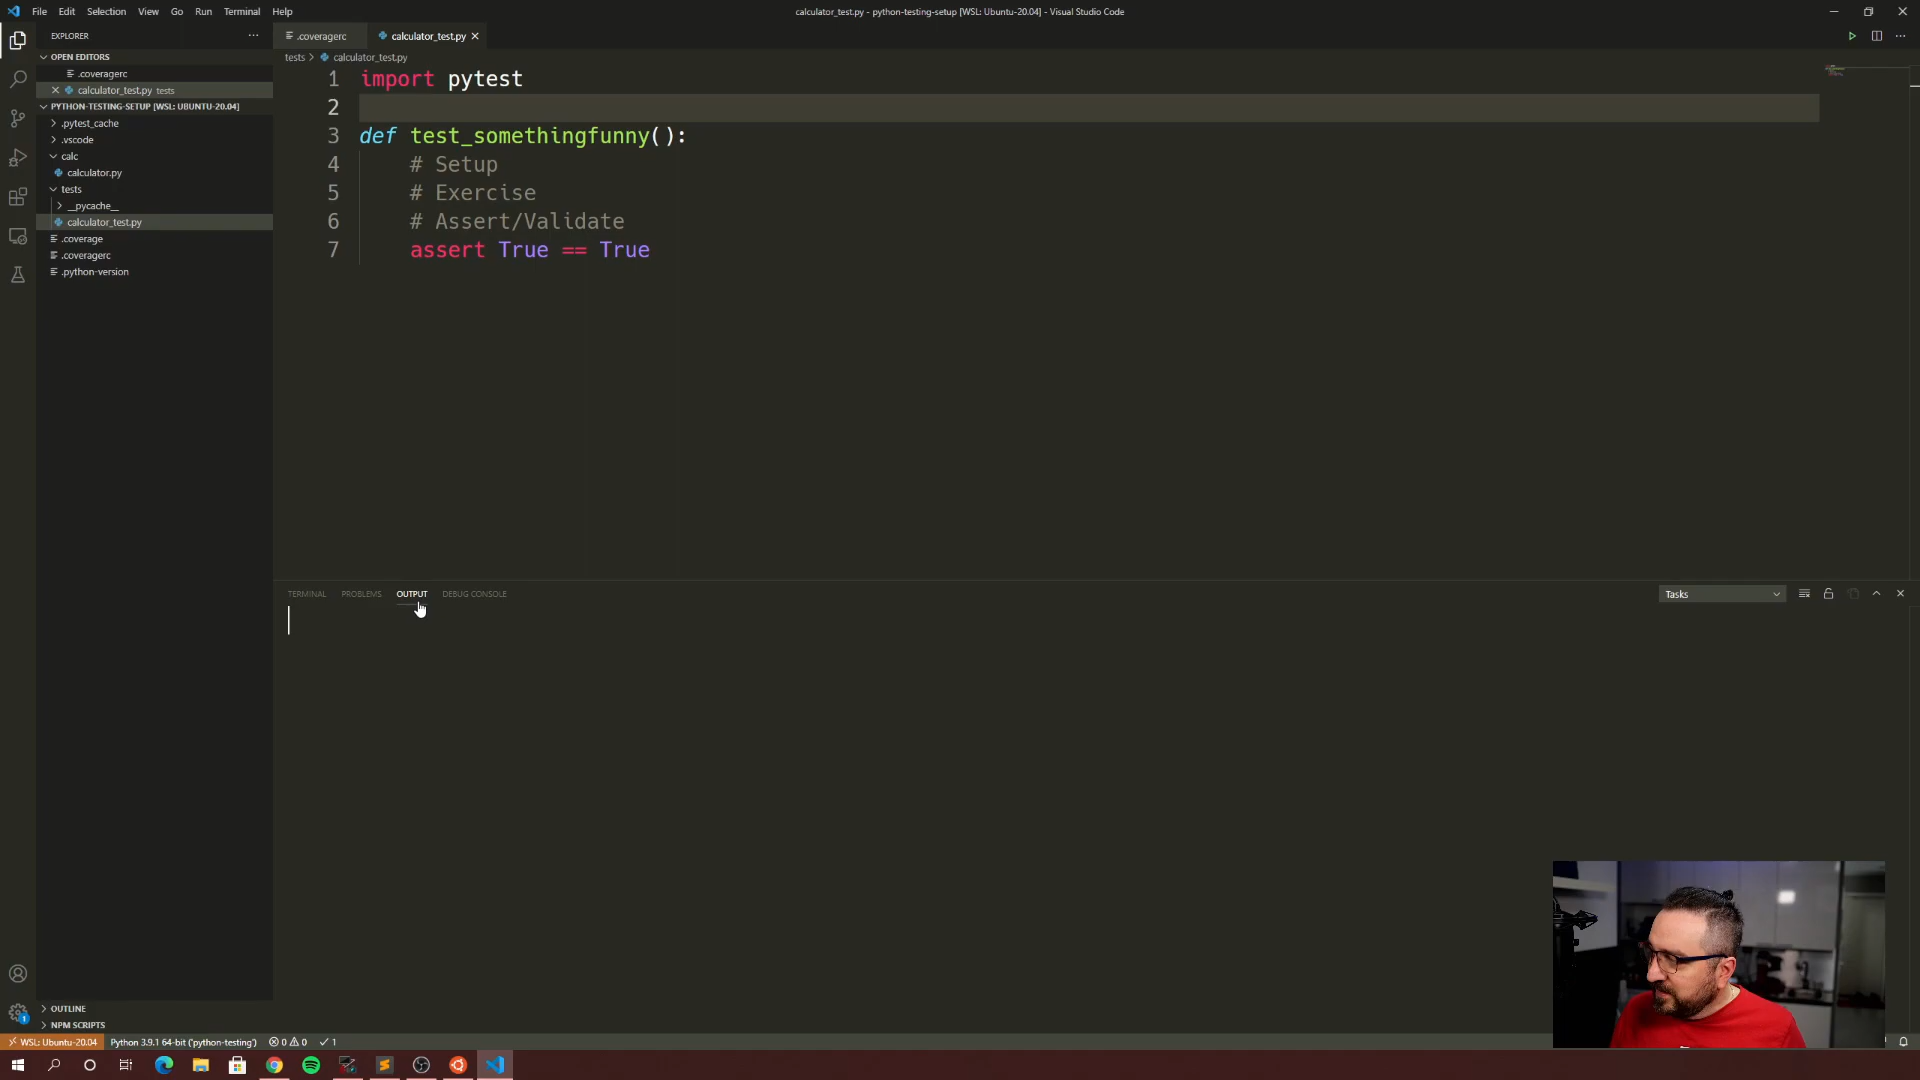 File Edit Selection View Go Run Terminal Help
calculator_test.py - python-testing-setup [WSL: Ubuntu-20.04] - Visual Studio Code
EXPLORER
.coveragerc
calculator_test.py
OPEN EDITORS
.coveragerc
calculator_test.py tests
PYTHON-TESTING-SETUP [WSL: UBUNTU-20.04]
.pytest_cache
.vscode
calc
calculator.py
tests
__pycache__
calculator_test.py
.coverage
.coveragerc
.python-version
tests > calculator_test.py
1 import pytest
2
3 def test_somethingfunny():
4 # Setup
5 # Exercise
6 # Assert/Validate
7 assert True == True
TERMINAL PROBLEMS OUTPUT DEBUG CONSOLE
Tasks
1
OUTLINE
NPM SCRIPTS
WSL: Ubuntu-20.04 Python 3.9.1 64-bit ('python-testing') 0 0 1